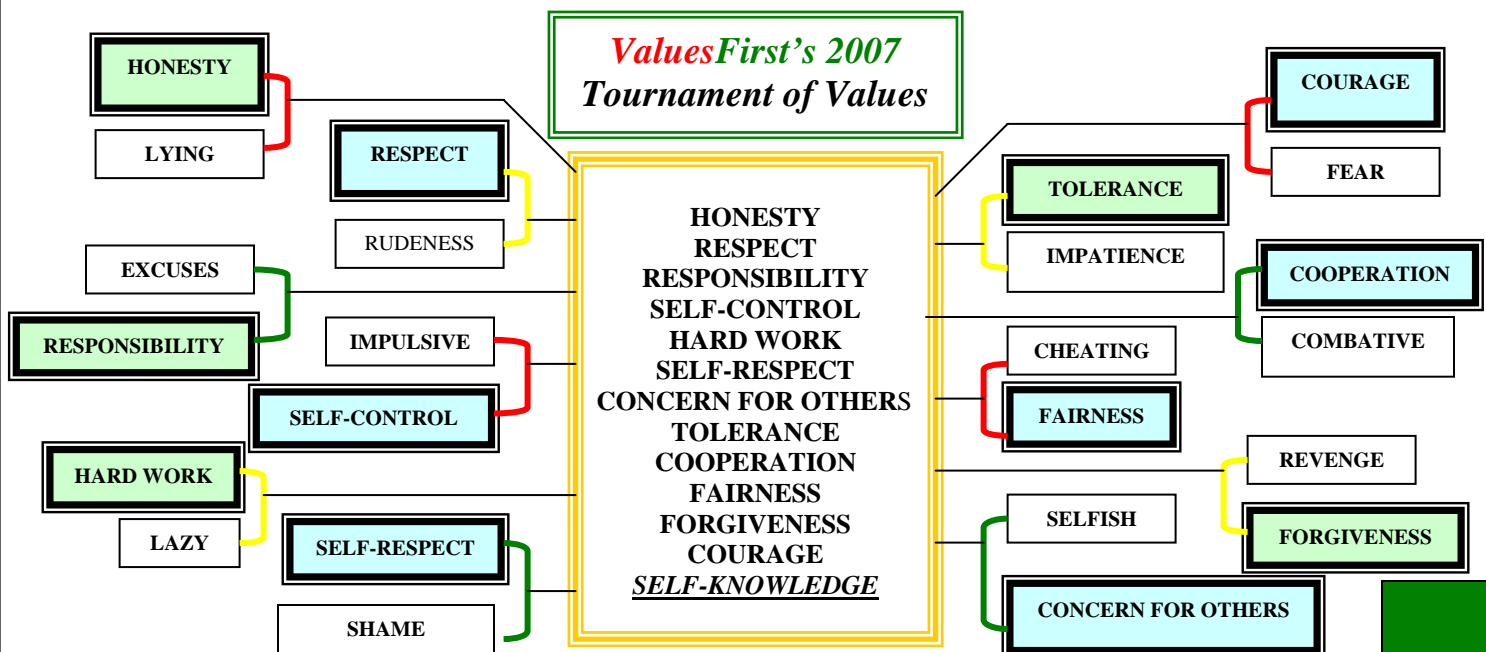 ValuesFirst's 2007
Tournament of Values
HONESTY
LYING
RESPECT
RUDENESS
EXCUSES
RESPONSIBILITY
IMPULSIVE
SELF-CONTROL
HARD WORK
LAZY
SELF-RESPECT
SHAME
HONESTY
RESPECT
RESPONSIBILITY
SELF-CONTROL
HARD WORK
SELF-RESPECT
CONCERN FOR OTHERS
TOLERANCE
COOPERATION
FAIRNESS
FORGIVENESS
COURAGE
SELF-KNOWLEDGE
COURAGE
FEAR
TOLERANCE
IMPATIENCE
COOPERATION
COMBATIVE
CHEATING
FAIRNESS
REVENGE
FORGIVENESS
SELFISH
CONCERN FOR OTHERS